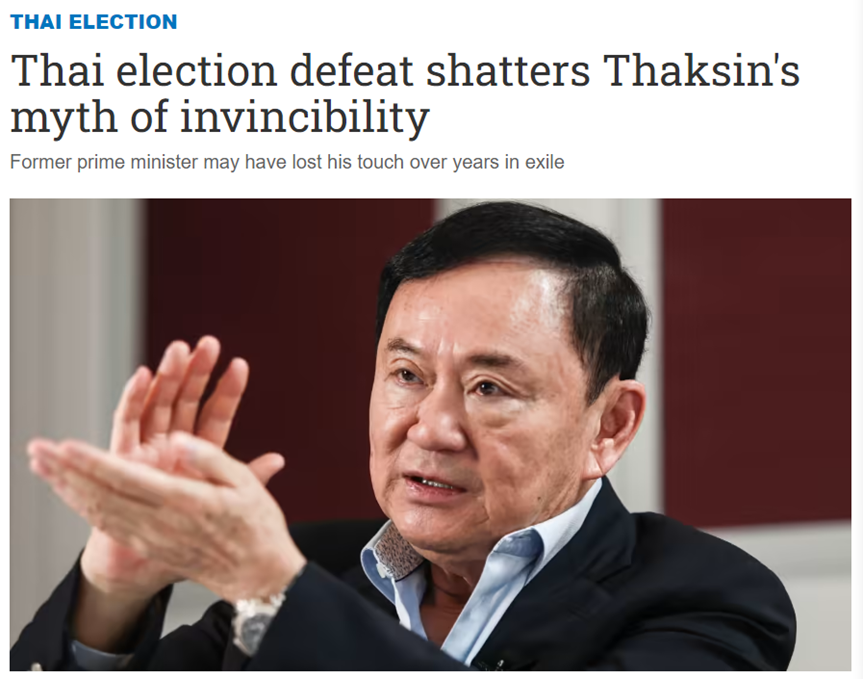 THAI ELECTION
Thai election defeat shatters Thaksin's
myth of invincibility
Former prime minister may have lost his touch over years in exile